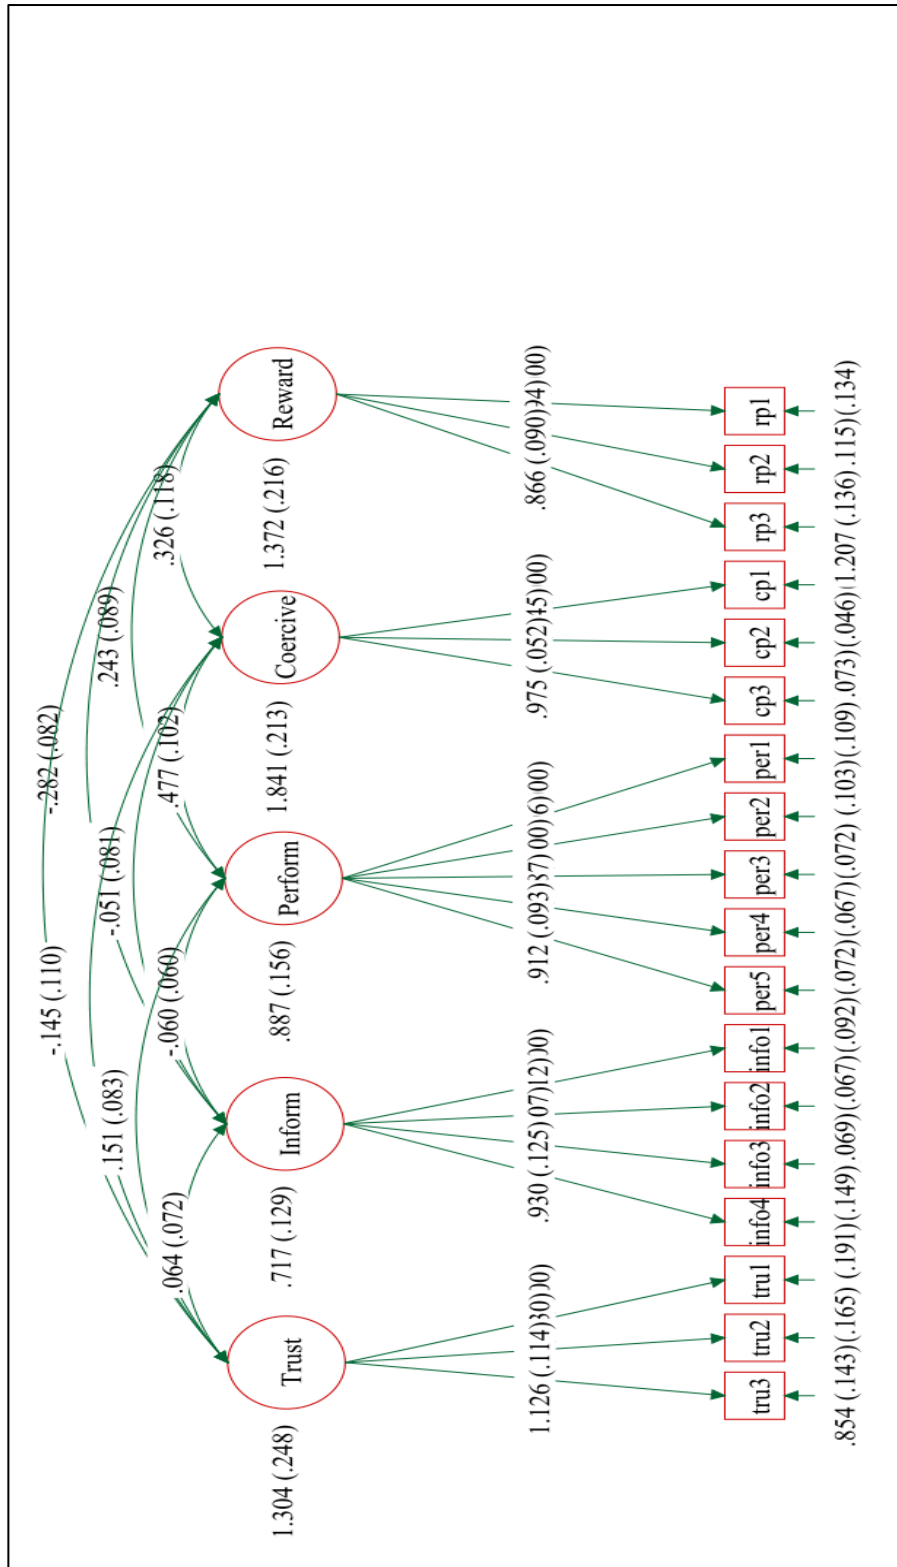 -.145 (.110)
-.282 (.082)
.151 (.083)
-.051 (.081)
.243 (.089)
.064 (.072)
-.060 (.060)
.477 (.102)
.326 (.118)
Trust
Inform
Perform
Coercive
Reward
1.304 (.248)
.717 (.129)
.887 (.156)
1.841 (.213)
1.372 (.216)
1.126 (.114)
.930 (.125)
.912 (.093)
.975 (.052)
.866 (.090)
tru3
tru2
tru1
info4
info3
info2
info1
per5
per4
per3
per2
per1
cp3
cp2
cp1
rp3
rp2
rp1
.854 (.143)
(.165)
(.191)
(.149)
.069)
(.067)
(.092)
(.072)
(.067)
(.072)
(.103)
(.109)
.073)
(.046)
1.207 (.136)
.115)
(.134)